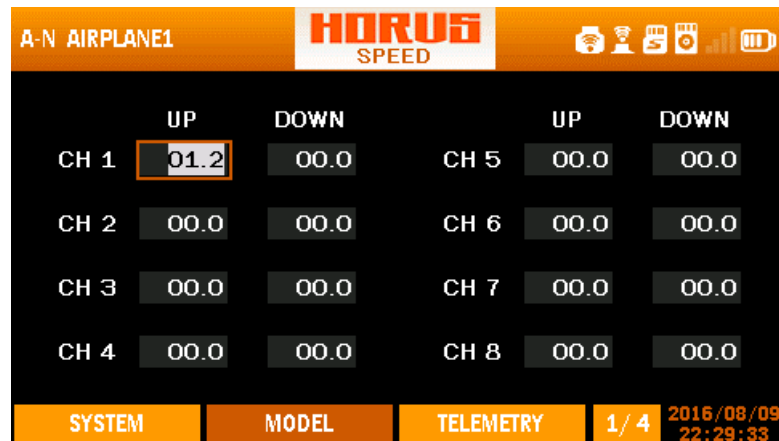 A-N AIRPLANE1
HORUS
SPEED
UP DOWN UP DOWN
CH 1 01.2 00.0 CH 5 00.0 00.0
CH 2 00.0 00.0 CH 6 00.0 00.0
CH 3 00.0 00.0 CH 7 00.0 00.0
CH 4 00.0 00.0 CH 8 00.0 00.0
SYSTEM MODEL TELEMETRY 1/4 2016/08/09
22:29:33